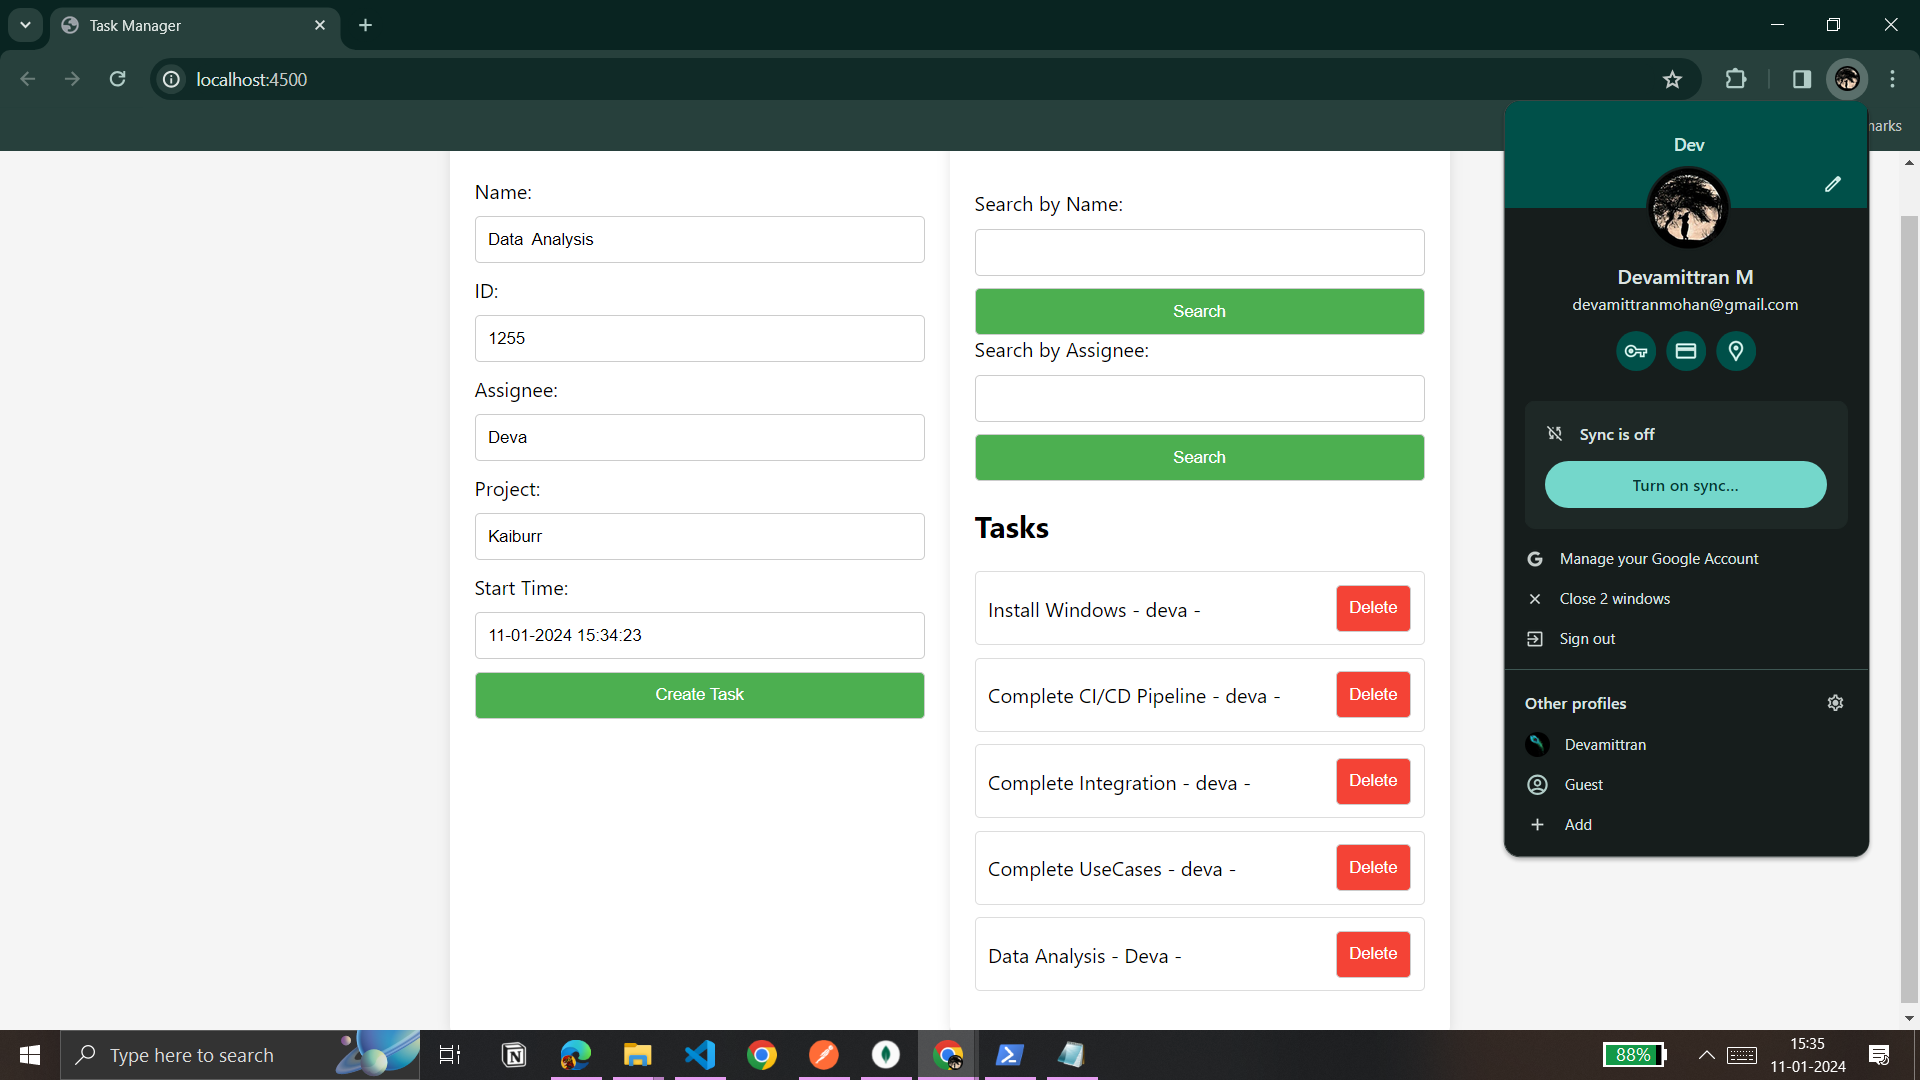 Task Manager
localhost:4500
marks
Name:
Data  Analysis
ID:
1255
Assignee:
Deva
Project:
Kaiburr
Start Time:
11-01-2024 15:34:23
Create Task
Search by Name:
Search
Search by Assignee:
Search
Tasks
Install Windows - deva -
Delete
Complete CI/CD Pipeline - deva -
Delete
Complete Integration - deva -
Delete
Complete UseCases - deva -
Delete
Data Analysis - Deva -
Delete
Dev
Devamittran M
devamittranmohan@gmail.com
Sync is off
Turn on sync...
Manage your Google Account
Close 2 windows
Sign out
Other profiles
Devamittran
Guest
Add
Type here to search
88%
15:35
11-01-2024